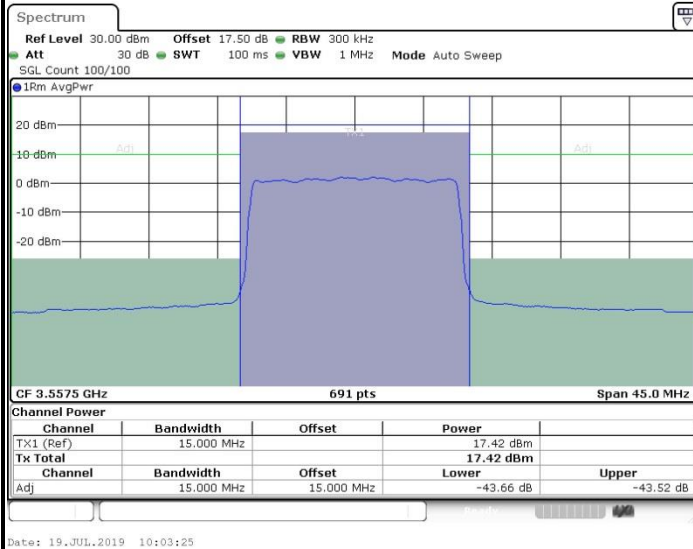 Spectrum
Ref Level 30.00 dBm Offset 17.50 dB RBW 300 kHz
Att 30 dB SWT 100 ms VBW 1 MHz Mode Auto Sweep
SGL Count 100/100
1Rm AvgPwr
20 dBm
TX1
10 dBm Adj Adj
0 dBm
-10 dBm
-20 dBm
CF 3.5575 GHz 691 pts Span 45.0 MHz
Channel Power
Channel Bandwidth Offset Power
TX1 (Ref) 15.000 MHz 17.42 dBm
Tx Total 17.42 dBm
Channel Bandwidth Offset Lower Upper
Adj 15.000 MHz 15.000 MHz -43.66 dB -43.52 dB
Ready
Date: 19.JUL.2019 10:03:25